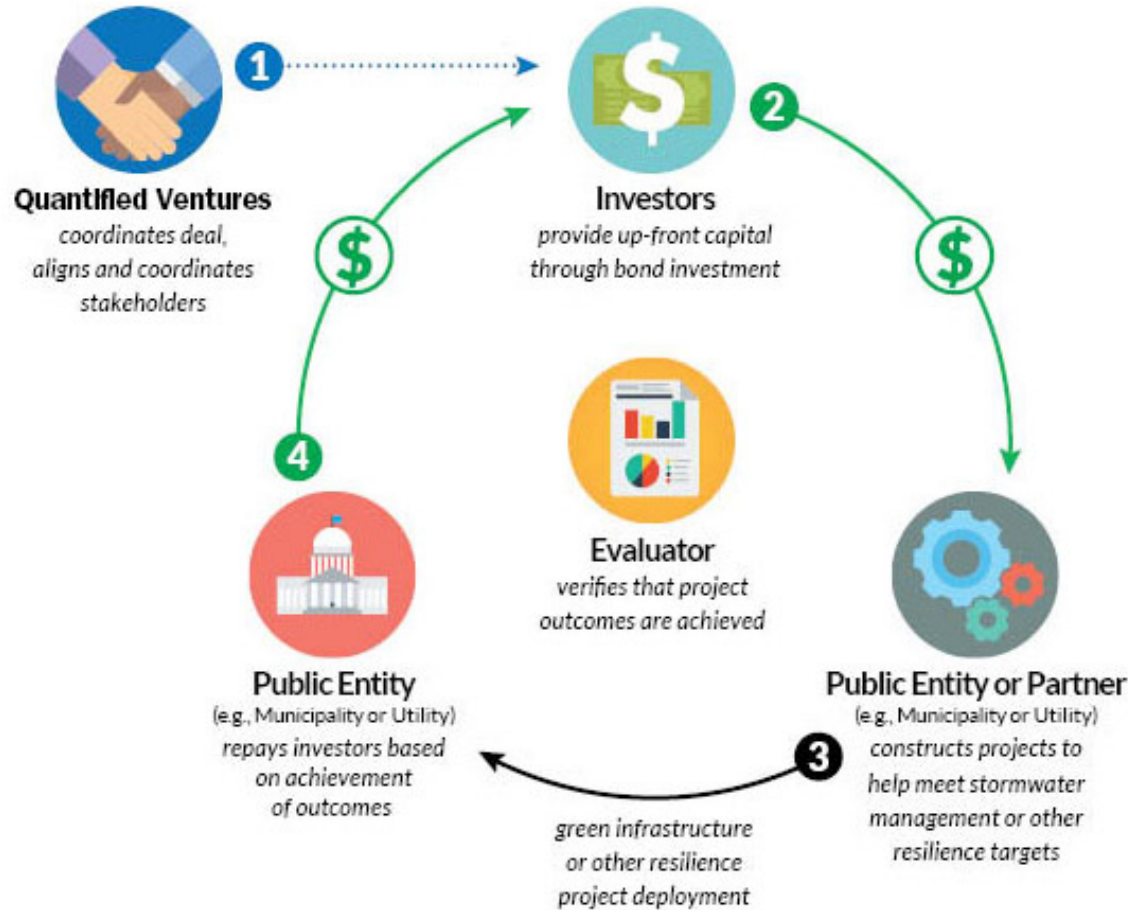 1
Quantified Ventures
coordinates deal,
aligns and coordinates
stakeholders
$
Investors
provide up-front capital
through bond investment
2
$
$
Evaluator
verifies that project
outcomes are achieved
4
Public Entity
(e.g., Municipality or Utility)
repays investors based
on achievement
of outcomes
Public Entity or Partner
(e.g., Municipality or Utility)
constructs projects to
help meet stormwater
management or other
resilience targets
3
green infrastructure
or other resilience
project deployment